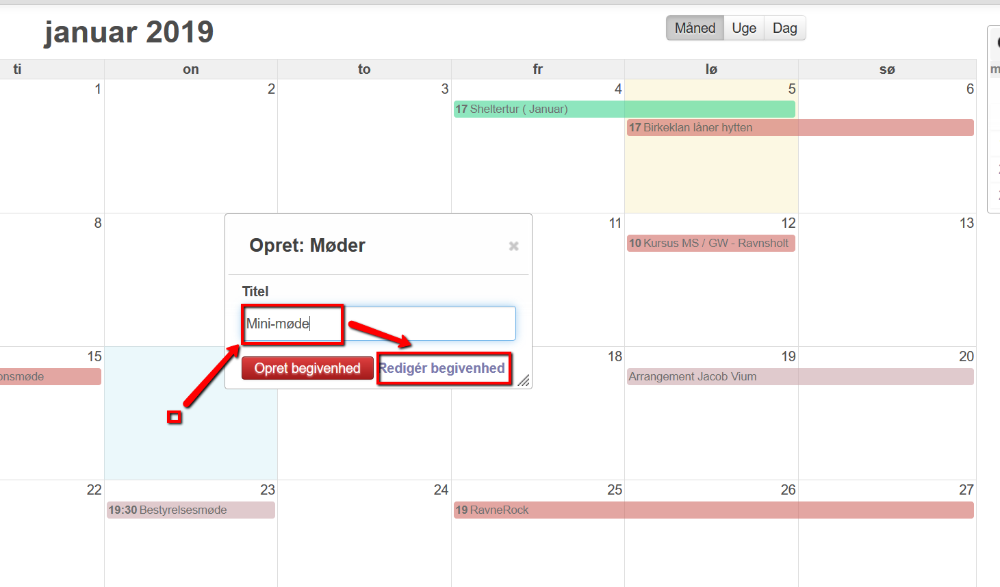 januar 2019
Måned Uge Dag
ti on to fr lø sø
1 2 3 4 5 6
17 Sheltertur ( Januar)
17 Birkeklan låner hytten
8 11 12 13
10 Kursus MS / GW - Ravnsholt
Opret: Møder
×
Titel
Mini-møde
Opret begivenhed Redigér begivenhed
15 18 19 20
onsmøde
Arrangement Jacob Vium
22 23 24 25 26 27
19:30 Bestyrelsesmøde
19 RavneRock